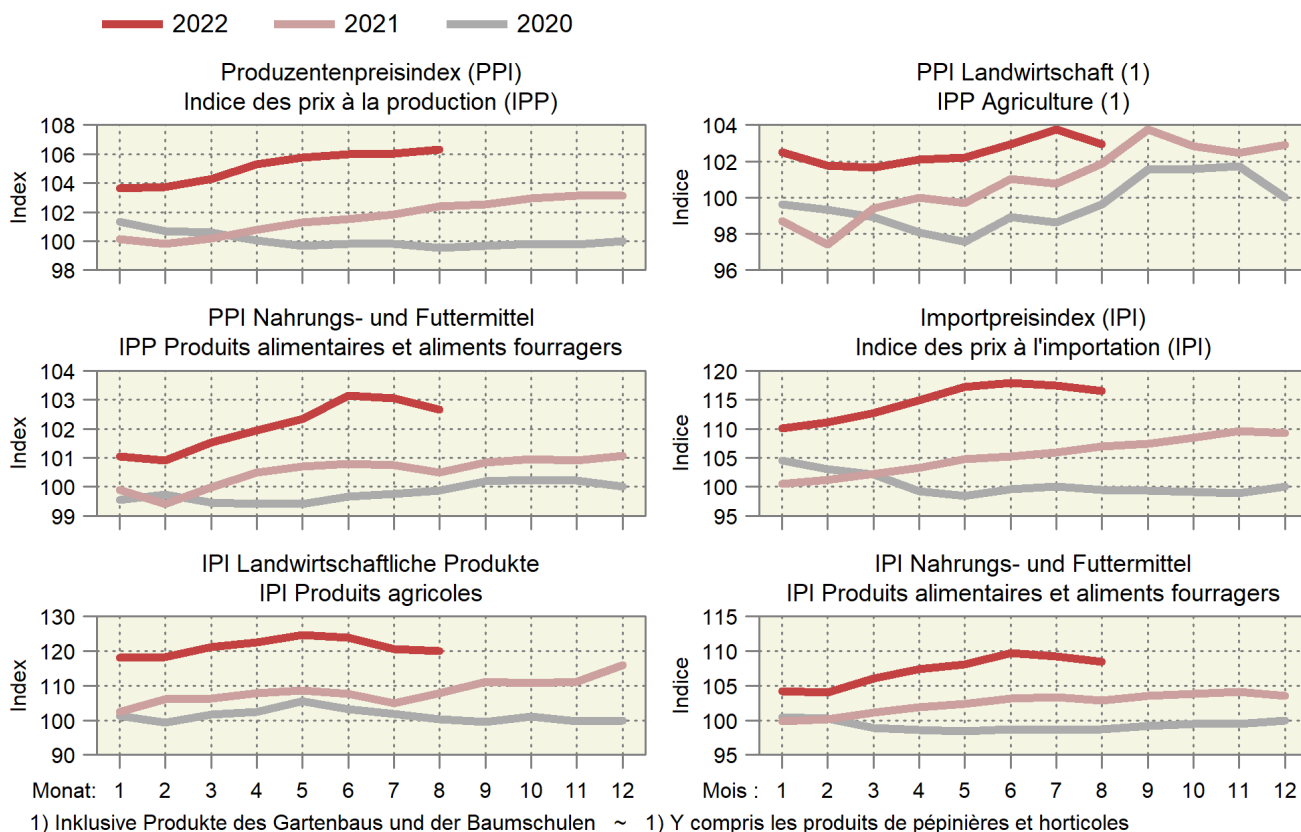 2022 2021 2020
Produzentenpreisindex (PPI)
Indice des prix à la production (IPP)
Index
108
106
104
102
100
98
PPI Landwirtschaft (1)
IPP Agriculture (1)
Indice
104
102
100
98
96
PPI Nahrungs- und Futtermittel
IPP Produits alimentaires et aliments fourragers
Index
104
103
102
101
100
99
Importpreisindex (IPI)
Indice des prix à l'importation (IPI)
Indice
120
115
110
105
100
95
IPI Landwirtschaftliche Produkte
IPI Produits agricoles
Index
130
120
110
100
90
Monat: 1 2 3 4 5 6 7 8 9 10 11 12
IPI Nahrungs- und Futtermittel
IPI Produits alimentaires et aliments fourragers
Indice
115
110
105
100
95
Mois : 1 2 3 4 5 6 7 8 9 10 11 12
1) Inklusive Produkte des Gartenbaus und der Baumschulen ~ 1) Y compris les produits de pépinières et horticoles